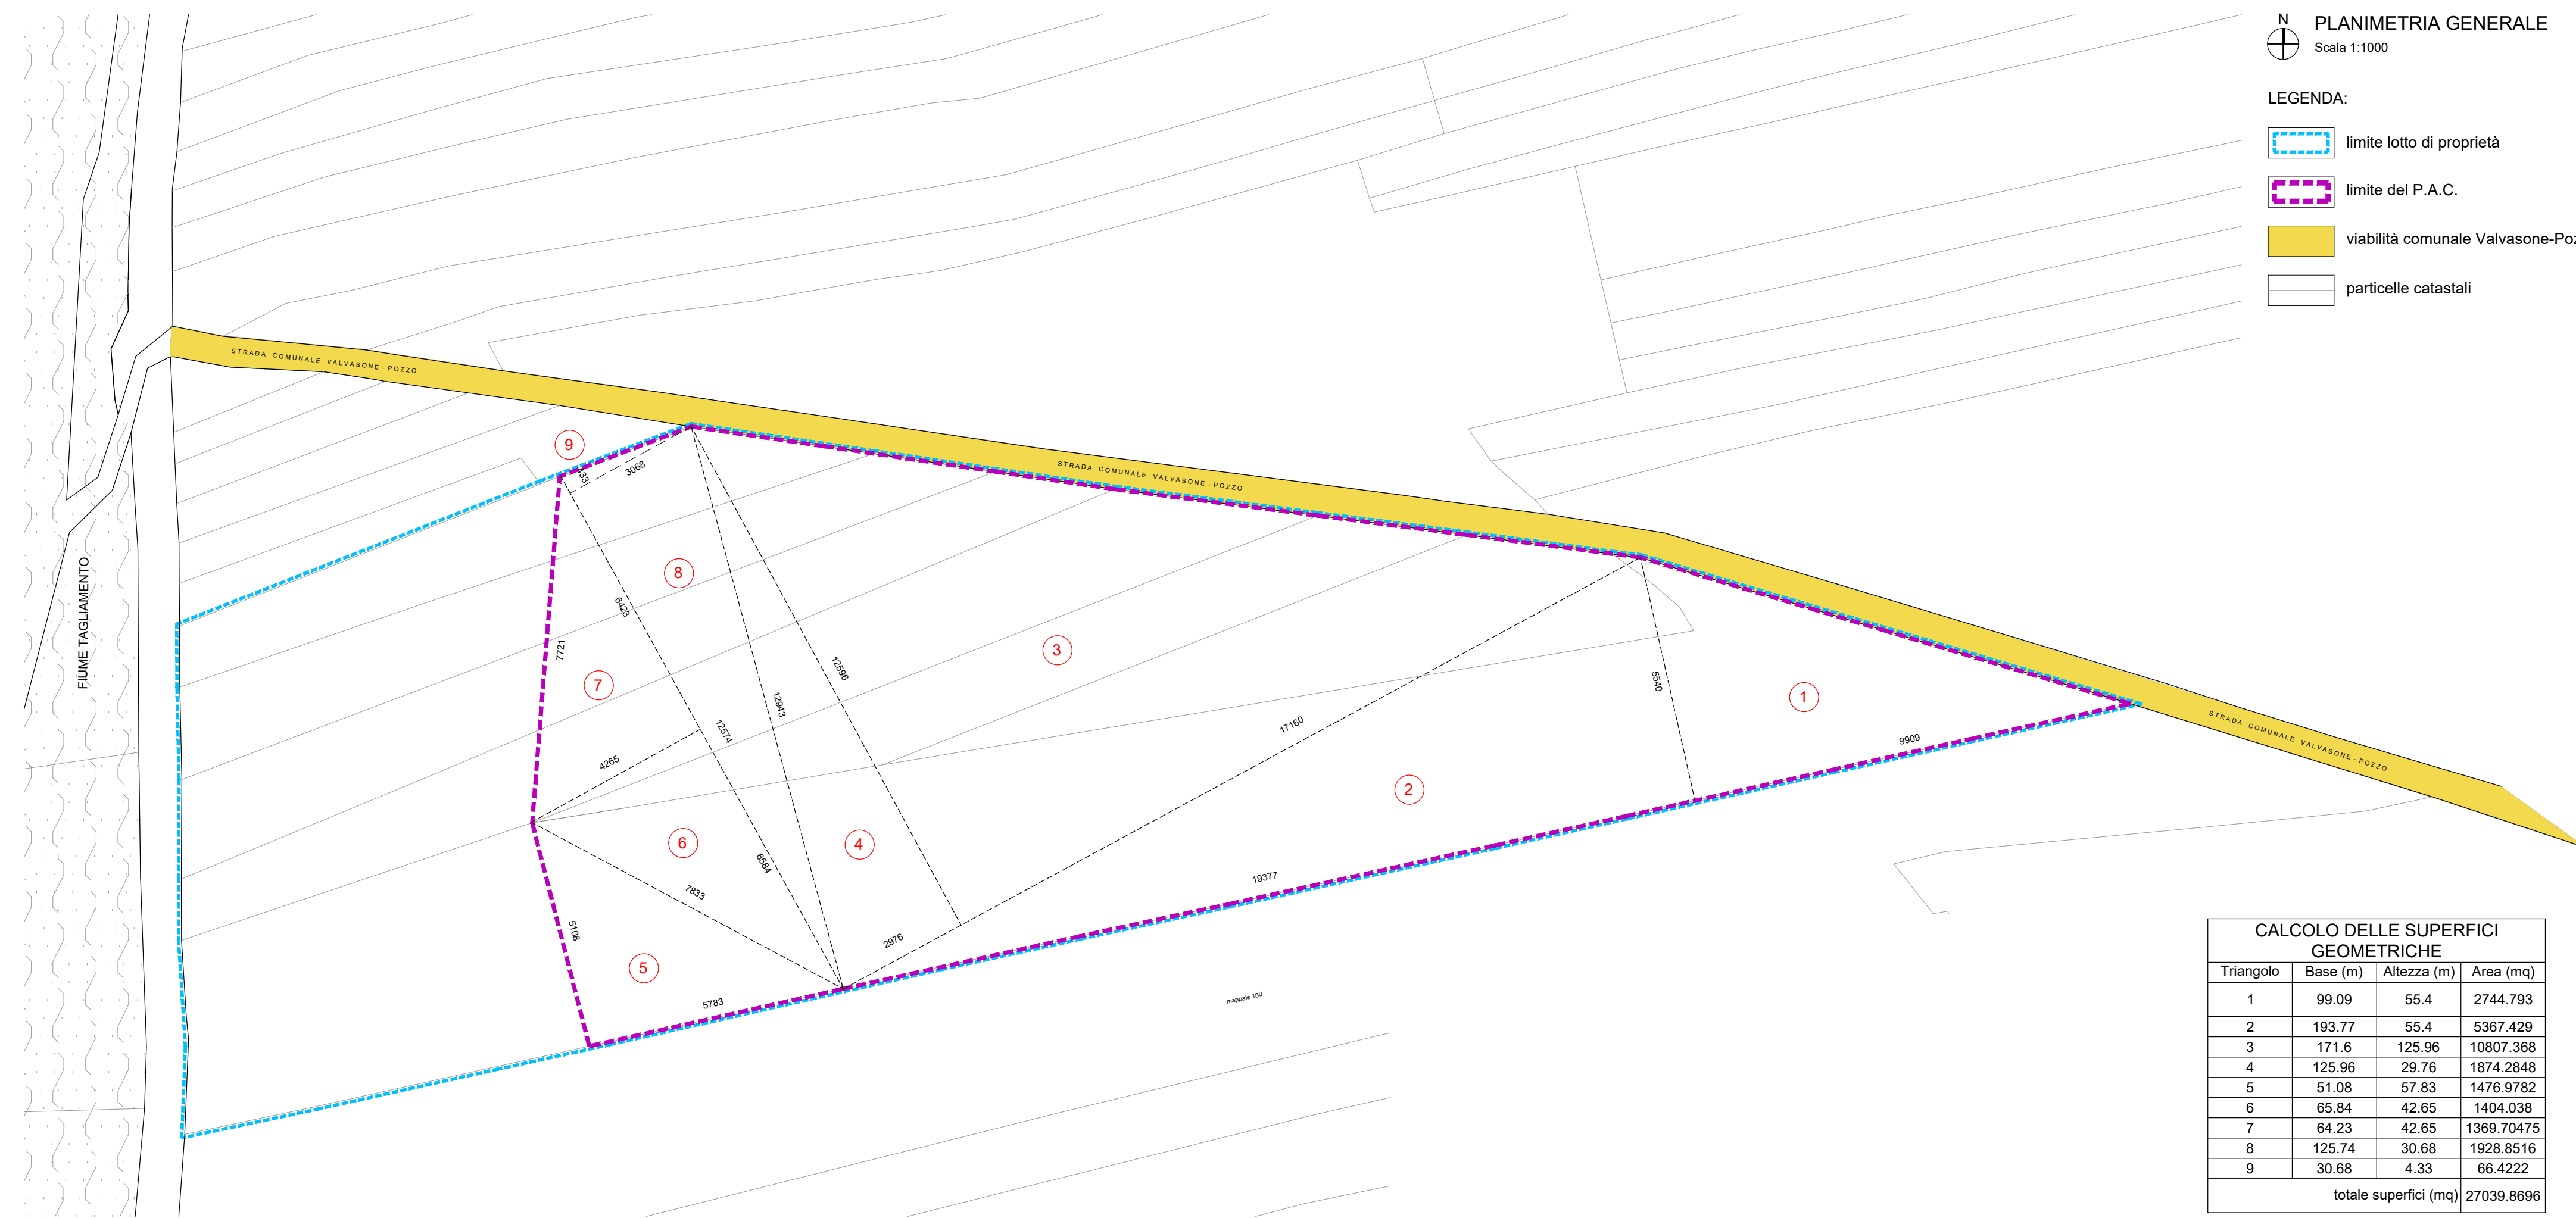 N
PLANIMETRIA GENERALE
Scala 1:1000
LEGENDA:
limite lotto di proprietà
limite del P.A.C.
viabilità comunale
particelle catastali
STRADA COMUNALE VALVASONE - POZZO
STRADA COMUNALE VALVASONE - POZZO
STRADA COMUNALE VALVASONE - POZZO
FIUME TAGLIAMENTO
9
3068
8
6423
7721
7
3
12596
12943
12574
5540
1
17160
4265
9909
2
6
4
6584
7833
19377
5108
2976
5
5783
mappale 180
CALCOLO DELLE SUPERFICI
GEOMETRICHE
Triangolo Base (m) Altezza (m) Area (mq)
1 99.09 55.4 2744.793
2 193.77 55.4 5367.429
3 171.6 125.96 10807.368
4 125.96 29.76 1874.2848
5 51.08 57.83 1476.9782
6 65.84 42.65 1404.038
7 64.23 42.65 1369.70475
8 125.74 30.68 1928.8516
9 30.68 4.33 66.4222
totale superfici (mq) 27039.8696